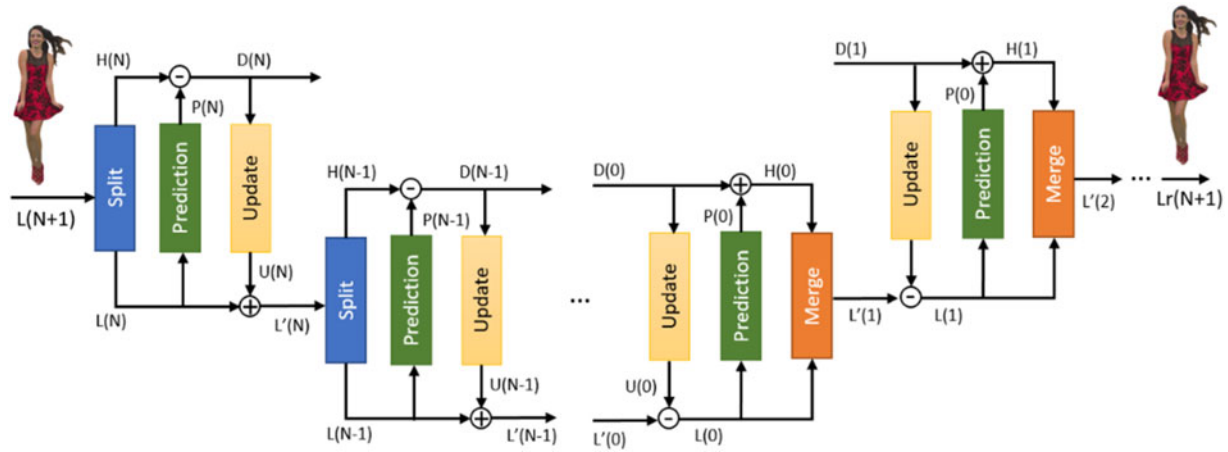 H(N)
D(N)
P(N)
Split
Prediction
Update
L(N+1)
U(N)
L(N)
L'(N)
H(N-1)
D(N-1)
P(N-1)
Split
Prediction
Update
U(N-1)
L(N-1)
L'(N-1)
...
D(0)
H(0)
P(0)
Update
Prediction
Merge
U(0)
L'(0)
L(0)
L'(1)
D(1)
H(1)
P(0)
Update
Prediction
Merge
L(1)
L'(2)
...
Lr(N+1)